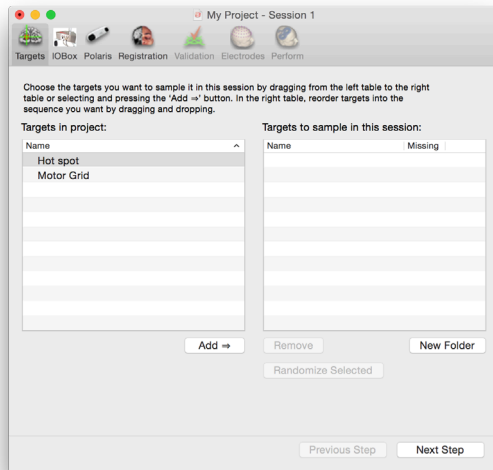 My Project - Session 1
Targets IOBox Polaris Registration Validation Electrodes Perform
Choose the targets you want to sample it in this session by dragging from the left table to the right
table or selecting and pressing the 'Add ⇒' button. In the right table, reorder targets into the
sequence you want by dragging and dropping.
Targets in project:
Targets to sample in this session:
Name
Name Missing
Hot spot
Motor Grid
Add ⇒
Remove
New Folder
Randomize Selected
Previous Step
Next Step